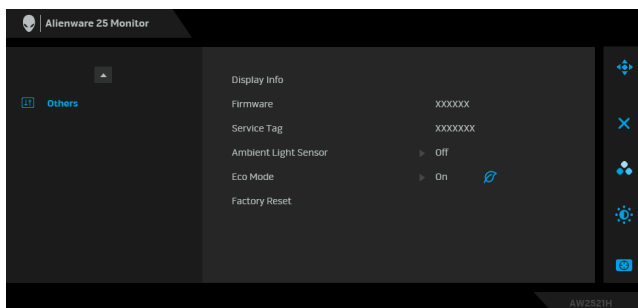 Alienware 25 Monitor
Others
Display Info
Firmware XXXXXX
Service Tag XXXXXXX
Ambient Light Sensor Off
Eco Mode On
Factory Reset
AW2521H